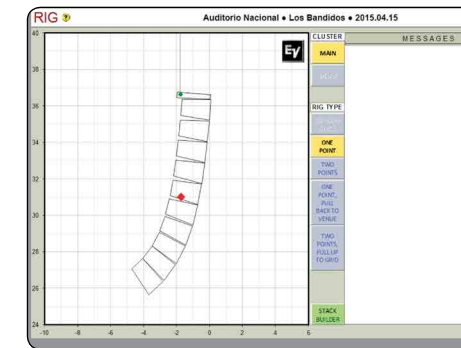 RIG ?
Auditorio Nacional ● Los Bandidos ● 2015.04.15
EV
CLUSTER
MESSAGES
MAIN
RIG TYPE
ONE
POINT
TWO
POINTS
ONE
POINT,
PULL
BACK TO
VENUE
TWO
POINTS,
PULL UP
TO GRID
STACK
BUILDER
40
38
36
34
32
30
28
26
24
-10
-8
-6
-4
-2
0
2
4
6